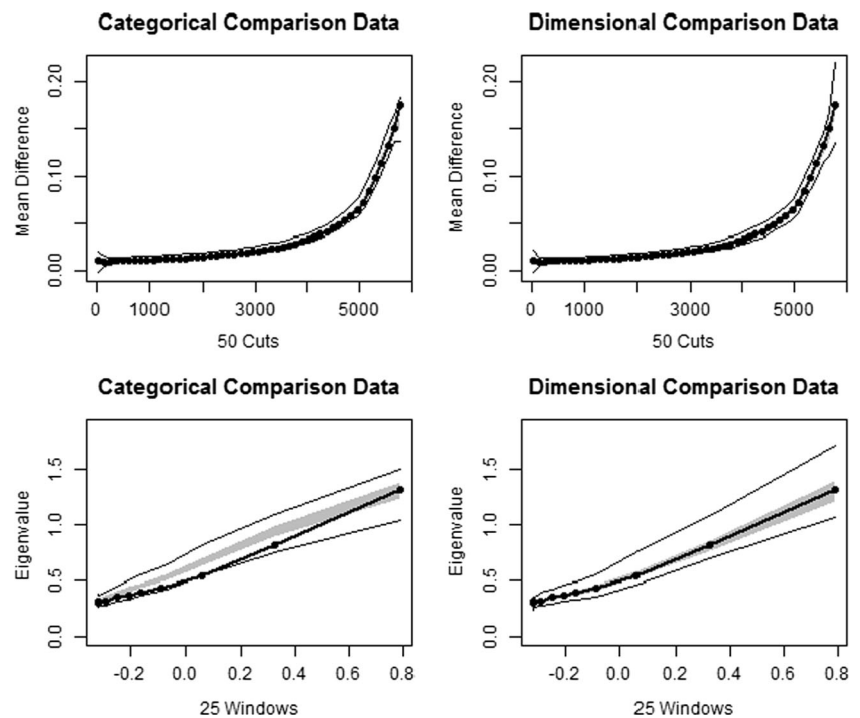 Categorical Comparison Data
Dimensional Comparison Data
Mean Difference
0.00
0.10
0.20
0
1000
3000
5000
50 Cuts
Mean Difference
0.00
0.10
0.20
0
1000
3000
5000
50 Cuts
Categorical Comparison Data
Dimensional Comparison Data
Eigenvalue
0.0
0.5
1.0
1.5
-0.2
0.0
0.2
0.4
0.6
0.8
25 Windows
Eigenvalue
0.0
0.5
1.0
1.5
-0.2
0.0
0.2
0.4
0.6
0.8
25 Windows